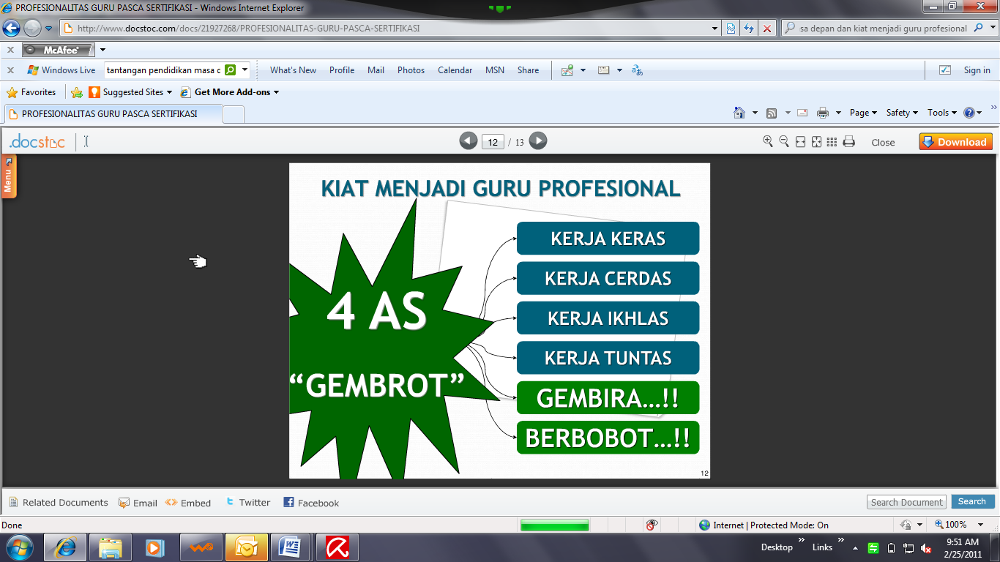 PROFESIONALITAS GURU PASCA SERTIFIKASI - Windows Internet Explorer
http://www.docstoc.com/docs/21927268/PROFESIONALITAS-GURU-PASCA-SERTIFIKASI
sa depan dan kiat menjadi guru profesional
x McAfee
x Windows Live tantangan pendidikan masa d What's New Profile Mail Photos Calendar MSN Share Sign in
Favorites Suggested Sites Get More Add-ons
PROFESIONALITAS GURU PASCA SERTIFIKASI Page Safety Tools
.docstoc 12 / 13 Close Download
Menu
KIAT MENJADI GURU PROFESIONAL
4 AS
“GEMBROT”
KERJA KERAS
KERJA CERDAS
KERJA IKHLAS
KERJA TUNTAS
GEMBIRA...!!
BERBOBOT...!!
12
Related Documents Email Embed Twitter Facebook Search Document Search
Done Internet | Protected Mode: On 100%
Desktop Links 9:51 AM
2/25/2011